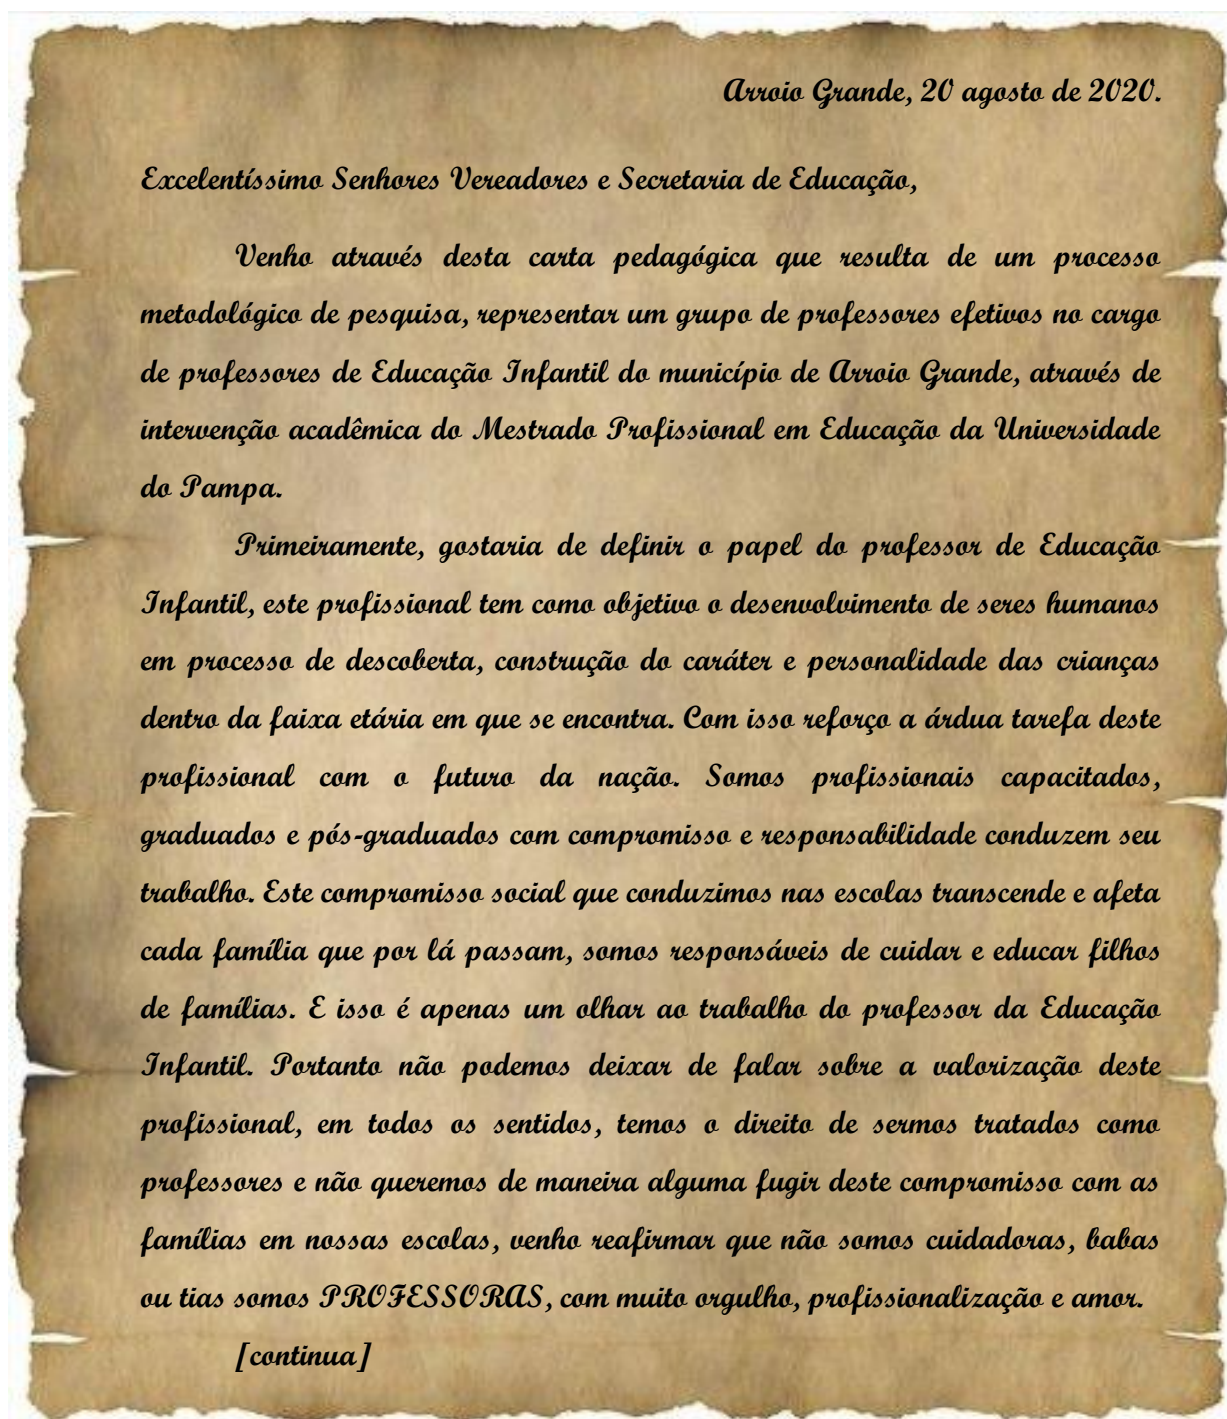 Arroio Grande, 20 agosto de 2020.
Excelentíssimo Senhores Vereadores e Secretaria de Educação,
Venho através desta carta pedagógica que resulta de um processo
metodológico de pesquisa, representar um grupo de professores efetivos no cargo
de professores de Educação Infantil do município de Arroio Grande, através de
intervenção acadêmica do Mestrado Profissional em Educação da Universidade
do Pampa.
Primeiramente, gostaria de definir o papel do professor de Educação
Infantil, este profissional tem como objetivo o desenvolvimento de seres humanos
em processo de descoberta, construção do caráter e personalidade das crianças
dentro da faixa etária em que se encontra. Com isso reforço a árdua tarefa deste
profissional com o futuro da nação. Somos profissionais capacitados,
graduados e pós-graduados com compromisso e responsabilidade conduzem seu
trabalho. Este compromisso social que conduzimos nas escolas transcende e afeta
cada família que por lá passam, somos responsáveis de cuidar e educar filhos
de famílias. E isso é apenas um olhar ao trabalho do professor da Educação
Infantil. Portanto não podemos deixar de falar sobre a valorização deste
profissional, em todos os sentidos, temos o direito de sermos tratados como
professores e não queremos de maneira alguma fugir deste compromisso com as
famílias em nossas escolas, venho reafirmar que não somos cuidadoras, babas
ou tias somos PROFESSORAS, com muito orgulho, profissionalização e amor.
[continua]